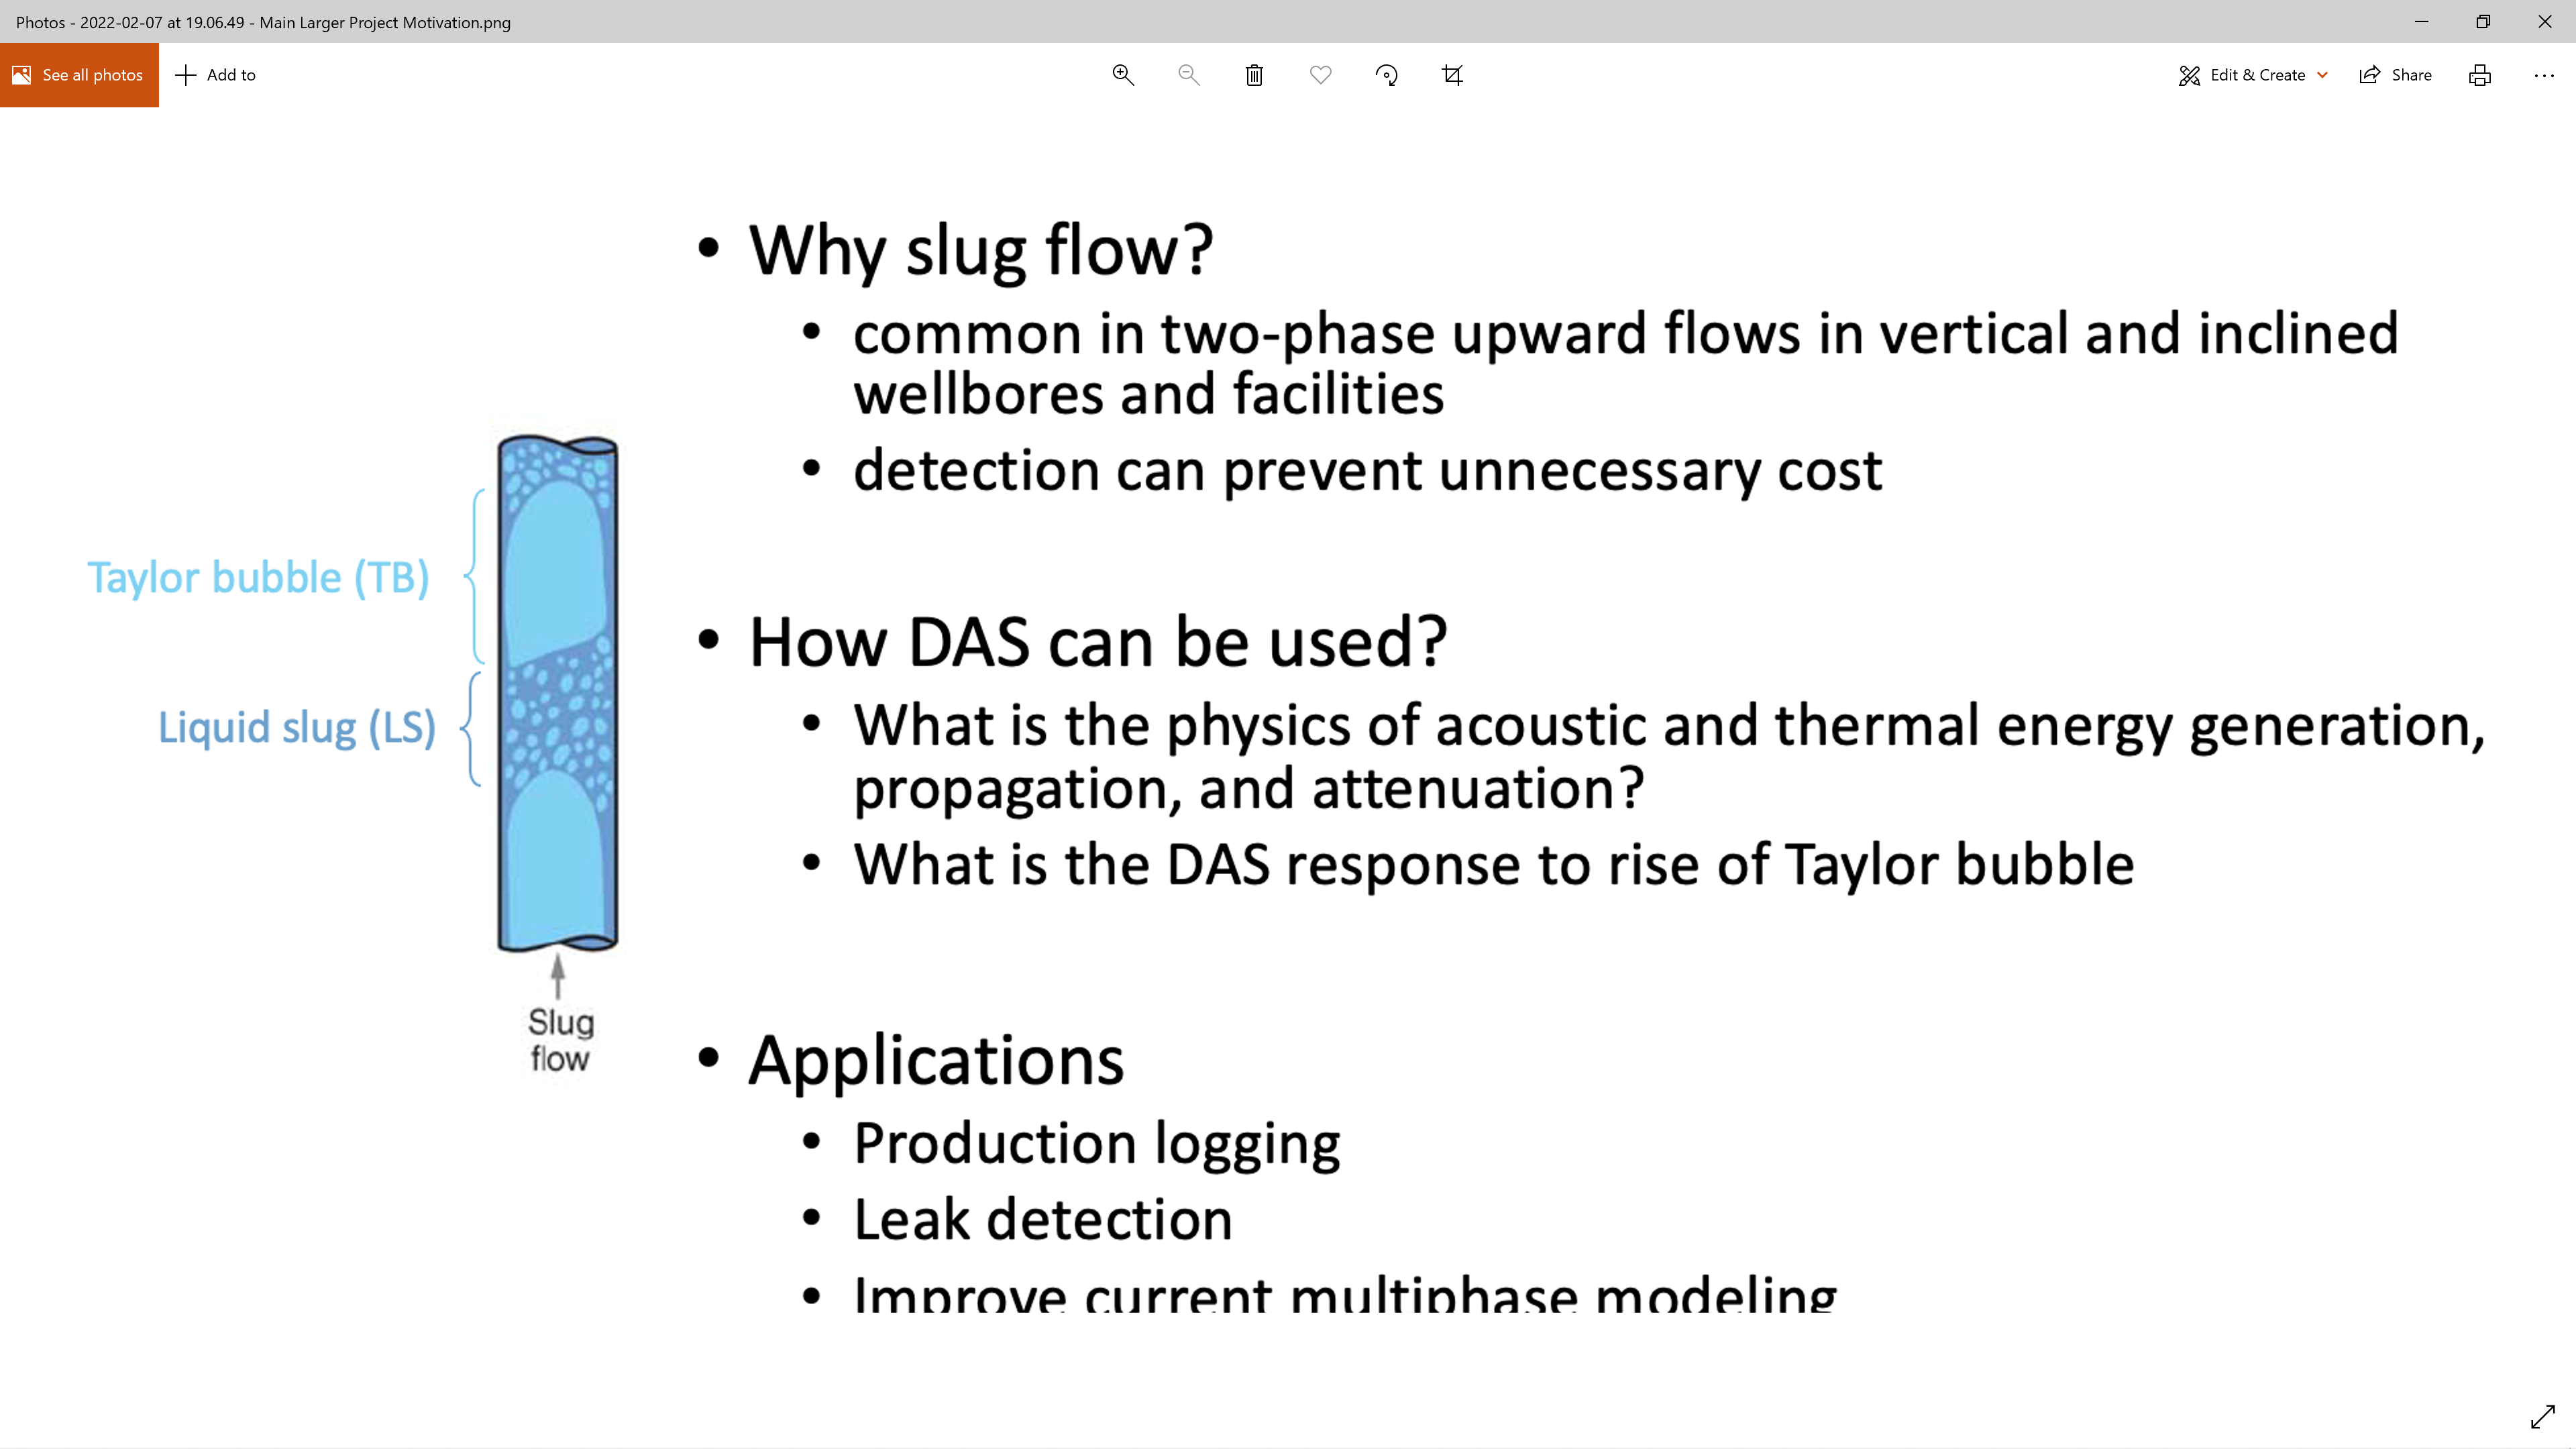 Photos - 2022-02-07 at 19.06.49 - Main Larger Project Motivation.png
See all photos
Add to
Edit & Create
Share
• Why slug flow?
• common in two-phase upward flows in vertical and inclined
wellbores and facilities
• detection can prevent unnecessary cost
Taylor bubble (TB)
Liquid slug (LS)
Slug
flow
• How DAS can be used?
• What is the physics of acoustic and thermal energy generation,
propagation, and attenuation?
• What is the DAS response to rise of Taylor bubble
• Applications
• Production logging
• Leak detection
• Improve current multiphase modeling